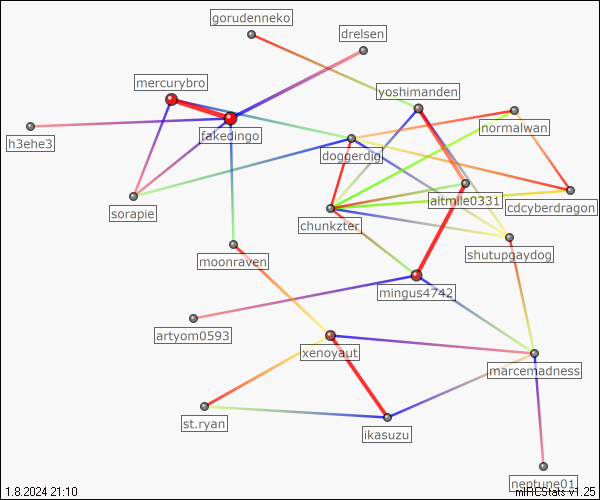 gorudenneko
drelsen
mercurybro
yoshimanden
normalwan
fakedingo
h3ehe3
doggerdig
altmile0331
cdcyberdragon
sorapie
chunkzter
shutupgaydog
moonraven
mingus4742
artyom0593
xenoyaut
marcemadness
st.ryan
ikasuzu
neptune01
1.8.2024 21:10
mIRCStats v1.25